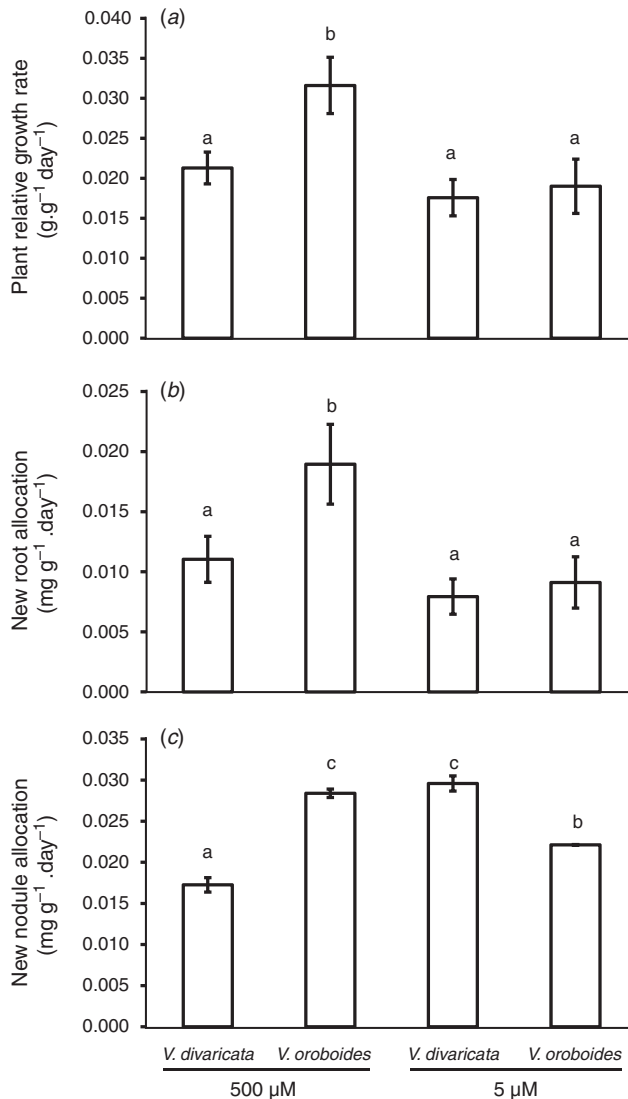 (a)
Plant relative growth rate
(g.g⁻¹ day⁻¹)
0.040
0.035
0.030
0.025
0.020
0.015
0.010
0.005
0.000
a
b
a
a
(b)
New root allocation
(mg g⁻¹ .day⁻¹)
0.025
0.020
0.015
0.010
0.005
0.000
a
b
a
a
(c)
New nodule allocation
(mg g⁻¹ .day⁻¹)
0.035
0.030
0.025
0.020
0.015
0.010
0.005
0.000
a
c
c
b
V. divaricata V. oroboides V. divaricata V. oroboides
500 µM 5 µM